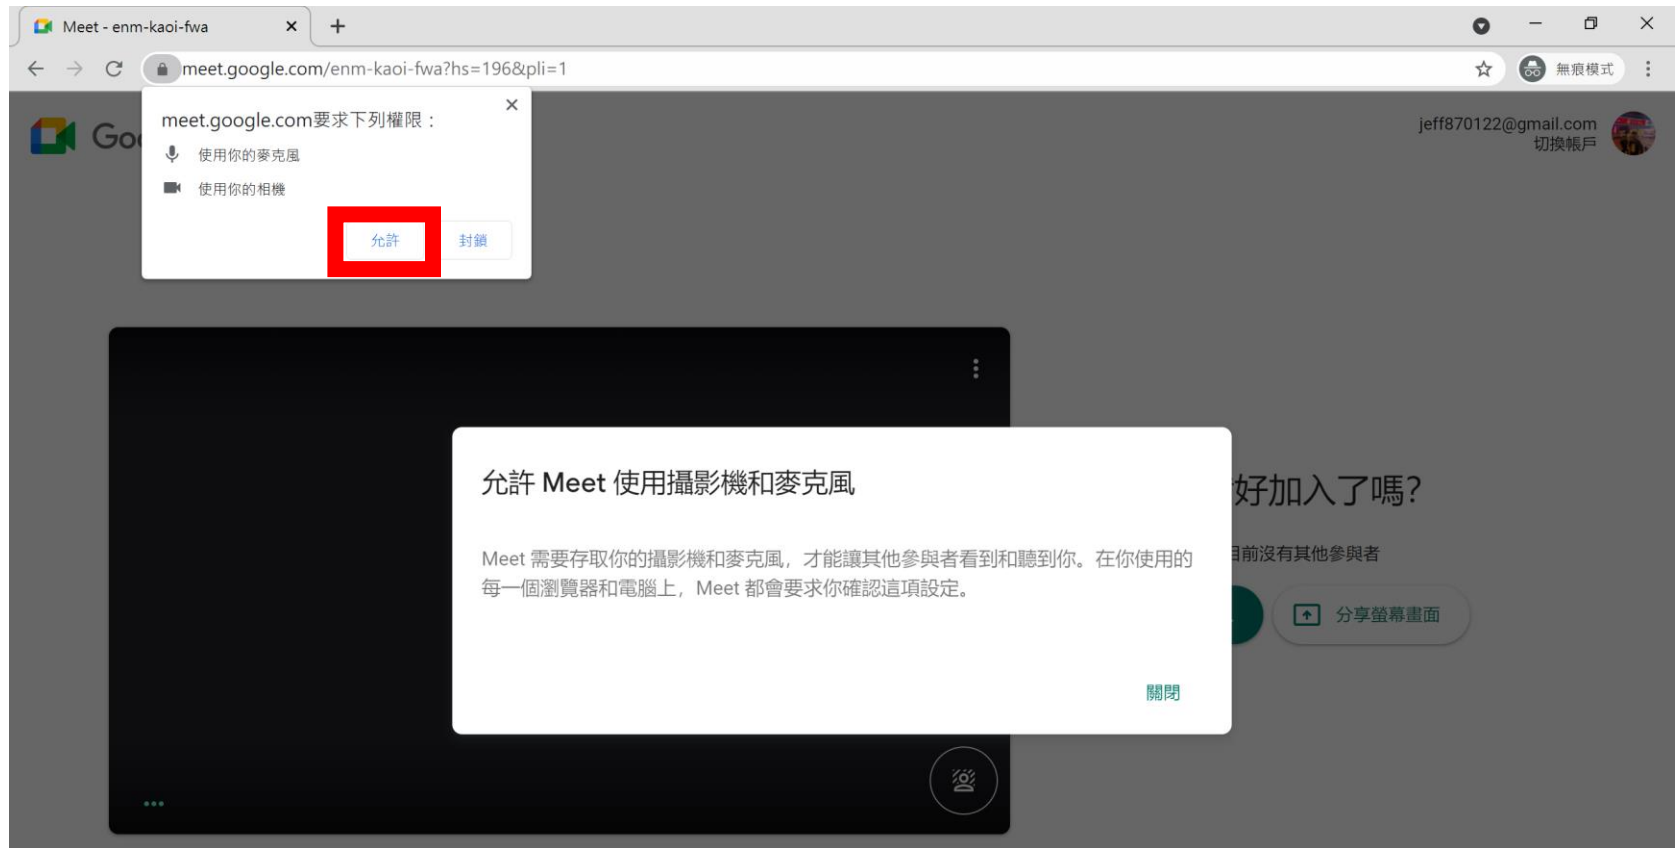 Meet - enm-kaoi-fwa
meet.google.com/enm-kaoi-fwa?hs=196&pli=1
無痕模式
meet.google.com要求下列權限：
使用你的麥克風
使用你的相機
允許
封鎖
Goo
jeff870122@gmail.com
切換帳戶
允許 Meet 使用攝影機和麥克風
Meet 需要存取你的攝影機和麥克風，才能讓其他參與者看到和聽到你。在你使用的
每一個瀏覽器和電腦上，Meet 都會要求你確認這項設定。
關閉
好加入了嗎？
目前沒有其他參與者
分享螢幕畫面